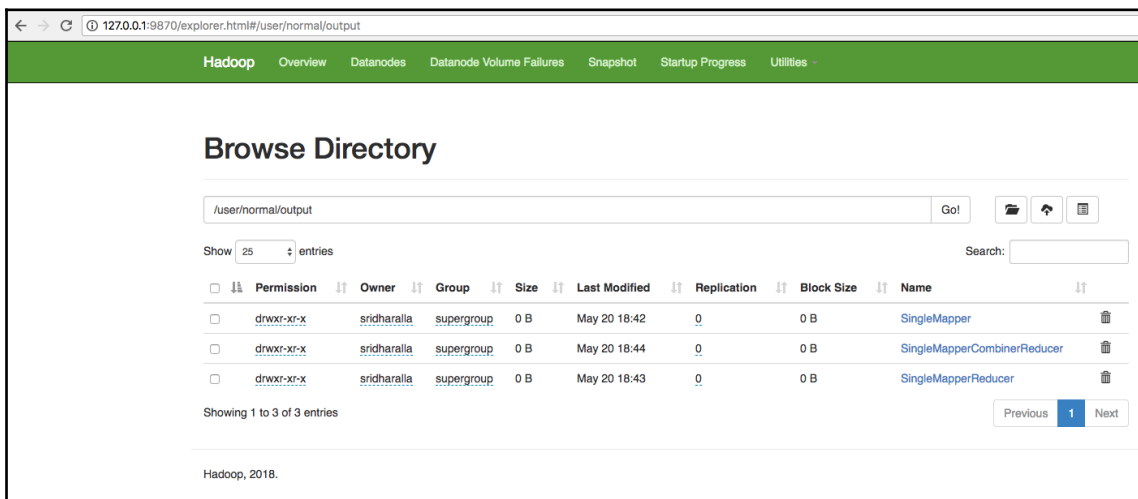 127.0.0.1:9870/explorer.html#/user/normal/output
Hadoop Overview Datanodes Datanode Volume Failures Snapshot Startup Progress Utilities
Browse Directory
/user/normal/output Go!
Show 25 entries Search:
Permission Owner Group Size Last Modified Replication Block Size Name
drwxr-xr-x sridharalla supergroup 0 B May 20 18:42 0 0 B SingleMapper
drwxr-xr-x sridharalla supergroup 0 B May 20 18:44 0 0 B SingleMapperCombinerReducer
drwxr-xr-x sridharalla supergroup 0 B May 20 18:43 0 0 B SingleMapperReducer
Showing 1 to 3 of 3 entries Previous 1 Next
Hadoop, 2018.